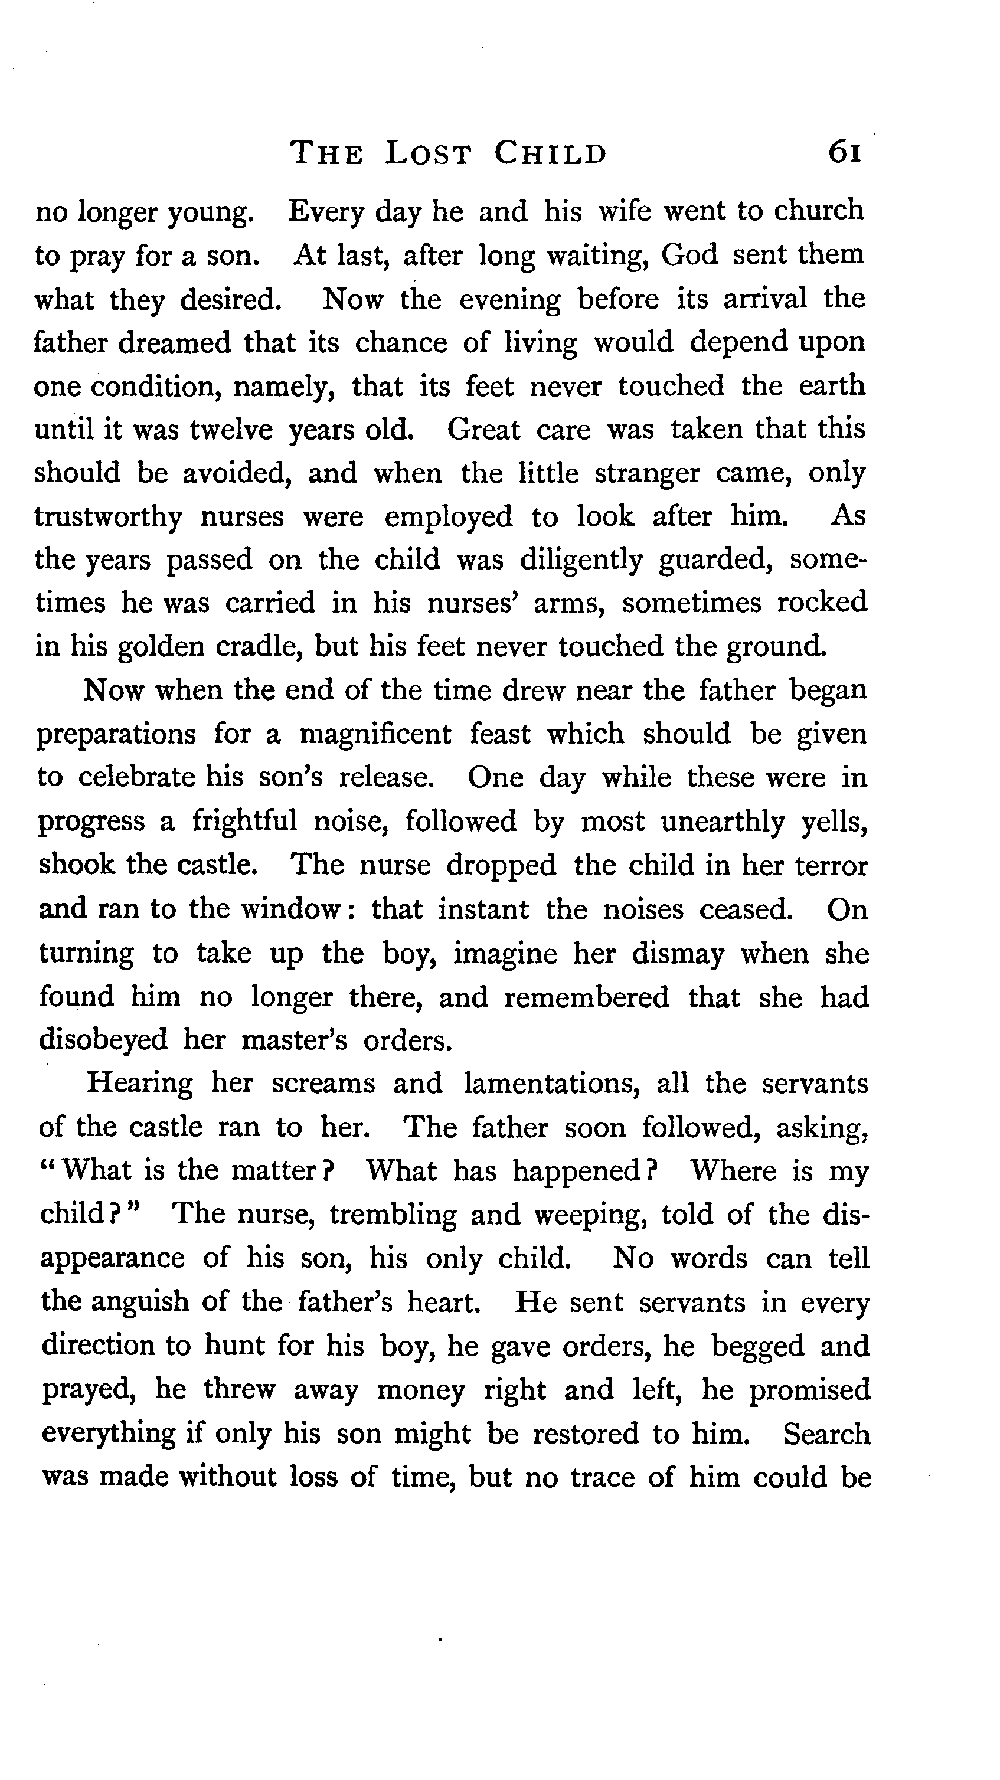 THE LOST CHILD 61
no longer young. Every day he and his wife went to church
to pray for a son. At last, after long waiting, God sent them
what they desired. Now the evening before its arrival the
father dreamed that its chance of living would depend upon
one condition, namely, that its feet never touched the earth
until it was twelve years old. Great care was taken that this
should be avoided, and when the little stranger came, only
trustworthy nurses were employed to look after him. As
the years passed on the child was diligently guarded, some-
times he was carried in his nurses' arms, sometimes rocked
in his golden cradle, but his feet never touched the ground.
Now when the end of the time drew near the father began
preparations for a magnificent feast which should be given
to celebrate his son's release. One day while these were in
progress a frightful noise, followed by most unearthly yells,
shook the castle. The nurse dropped the child in her terror
and ran to the window: that instant the noises ceased. On
turning to take up the boy, imagine her dismay when she
found him no longer there, and remembered that she had
disobeyed her master's orders.
Hearing her screams and lamentations, all the servants
of the castle ran to her. The father soon followed, asking,
"What is the matter? What has happened? Where is my
child?" The nurse, trembling and weeping, told of the dis-
appearance of his son, his only child. No words can tell
the anguish of the father's heart. He sent servants in every
direction to hunt for his boy, he gave orders, he begged and
prayed, he threw away money right and left, he promised
everything if only his son might be restored to him. Search
was made without loss of time, but no trace of him could be